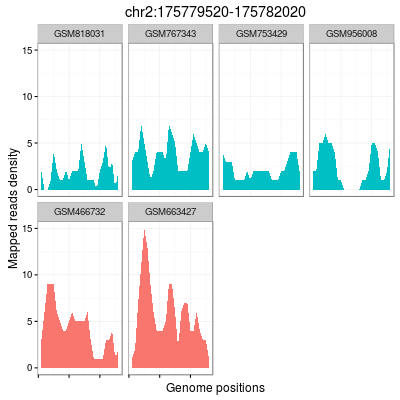 chr2:175779520-175782020
GSM818031 GSM767343 GSM753429 GSM956008
15
10
5
0
GSM466732 GSM663427
15
10
5
0
Mapped reads density
Genome positions